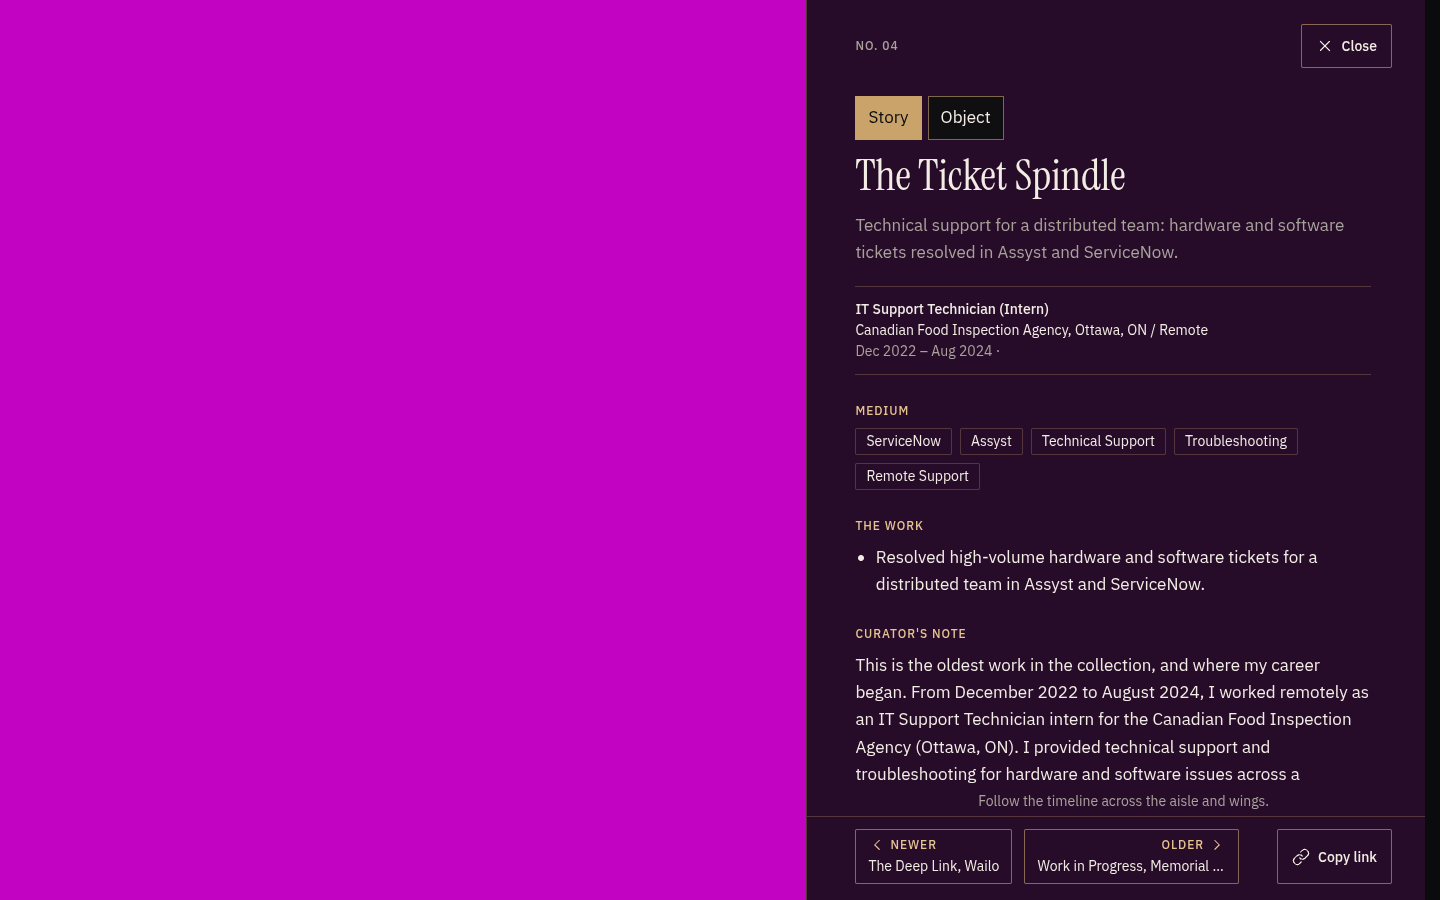 NO. 04
Close
Story
Object
The Ticket Spindle
Technical support for a distributed team: hardware and software
tickets resolved in Assyst and ServiceNow.
IT Support Technician (Intern)
Canadian Food Inspection Agency, Ottawa, ON / Remote
Dec 2022 – Aug 2024 ·
MEDIUM
ServiceNow
Assyst
Technical Support
Troubleshooting
Remote Support
THE WORK
• Resolved high-volume hardware and software tickets for a
distributed team in Assyst and ServiceNow.
CURATOR'S NOTE
This is the oldest work in the collection, and where my career
began. From December 2022 to August 2024, I worked remotely as
an IT Support Technician intern for the Canadian Food Inspection
Agency (Ottawa, ON). I provided technical support and
troubleshooting for hardware and software issues across a
Follow the timeline across the aisle and wings.
NEWER
The Deep Link, Wailo
OLDER
Work in Progress, Memorial ...
Copy link